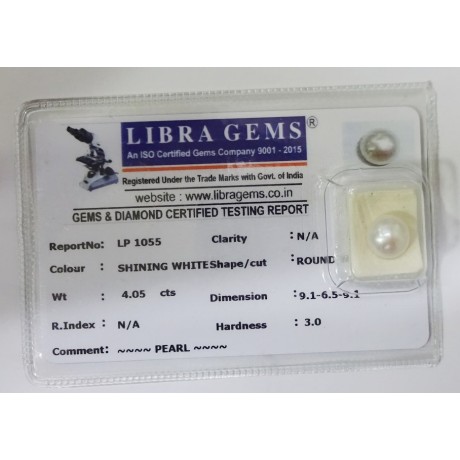 LIBRA GEMS®
An ISO Certified Gems Company 9001 - 2015
Registered Under the Trade Marks with Govt. of India
website : www.libragems.co.in
GEMS & DIAMOND CERTIFIED TESTING REPORT
ReportNo: LP 1055 Clarity : N/A
Colour : SHINING WHITE Shape/cut : ROUND
Wt : 4.05 cts Dimension : 9.1-6.5-9.1
R.Index : N/A Hardness : 3.0
Comment: ~~~~ PEARL ~~~~